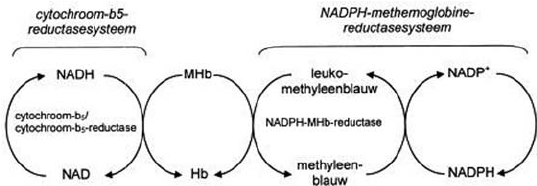 cytochroom-b5-
reductasesysteem
NADPH-methemoglobine-
reductasesysteem
NADH
MHb
leuko-
methyleenblauw
NADP⁺
cytochroom-b₅/
cytochroom-b₅-reductase
NADPH-MHb-reductase
NAD
Hb
methyleen-
blauw
NADPH